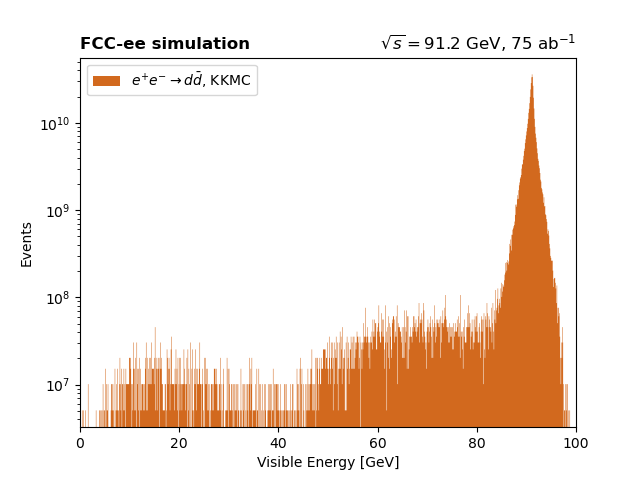 FCC-ee simulation √s = 91.2 GeV, 75 ab⁻¹
e⁺e⁻ → dd̄, KKMC
10¹⁰
10⁹
10⁸
10⁷
Events
0 20 40 60 80 100
Visible Energy [GeV]